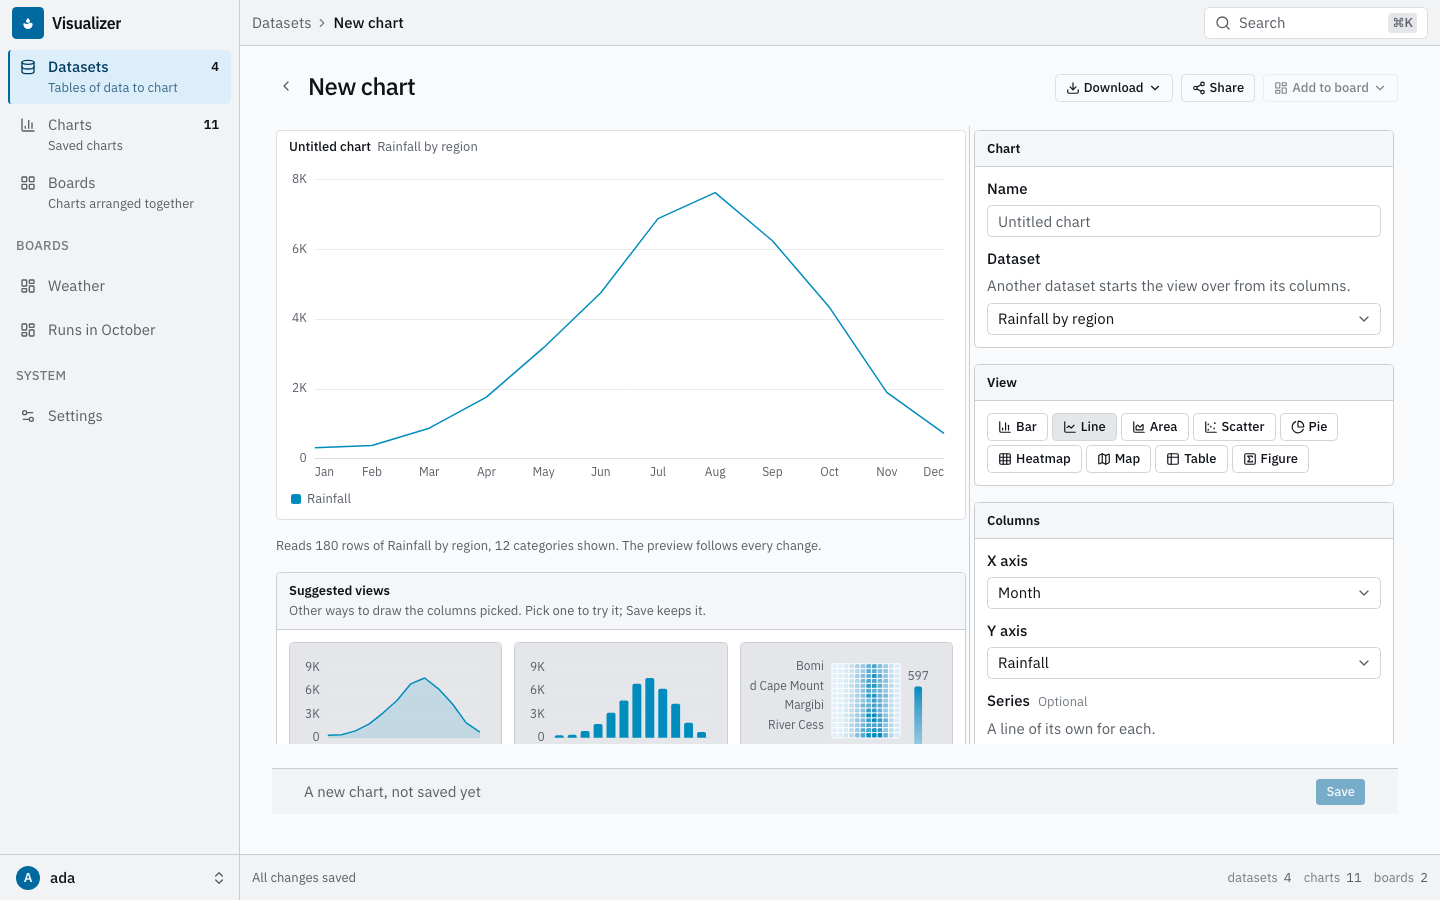 Visualizer
Datasets 4
Tables of data to chart
Charts 11
Saved charts
Boards
Charts arranged together
BOARDS
Weather
Runs in October
SYSTEM
Settings
A ada
Datasets > New chart
Search ⌘K
New chart
Download
Share
Add to board
Untitled chart Rainfall by region
8K
6K
4K
2K
0
Jan Feb Mar Apr May Jun Jul Aug Sep Oct Nov Dec
Rainfall
Reads 180 rows of Rainfall by region, 12 categories shown. The preview follows every change.
Suggested views
Other ways to draw the columns picked. Pick one to try it; Save keeps it.
9K
6K
3K
0
9K
6K
3K
0
Bomi
d Cape Mount
Margibi
River Cess
597
Chart
Name
Untitled chart
Dataset
Another dataset starts the view over from its columns.
Rainfall by region
View
Bar Line Area Scatter Pie
Heatmap Map Table Figure
Columns
X axis
Month
Y axis
Rainfall
Series Optional
A line of its own for each.
A new chart, not saved yet
Save
All changes saved
datasets 4 charts 11 boards 2